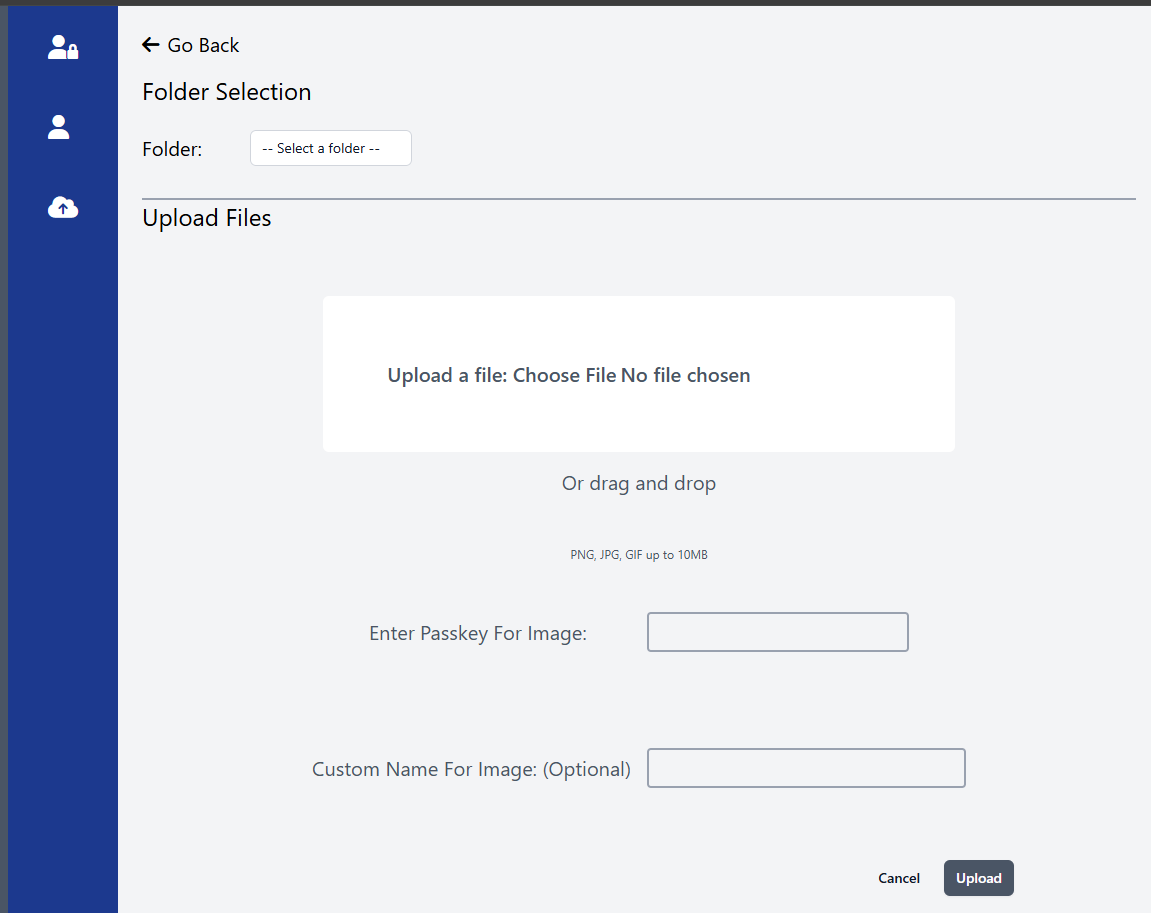 Go Back
Folder Selection
Folder: -- Select a folder --
Upload Files
Upload a file: Choose File No file chosen
Or drag and drop
PNG, JPG, GIF up to 10MB
Enter Passkey For Image:
Custom Name For Image: (Optional)
Cancel Upload